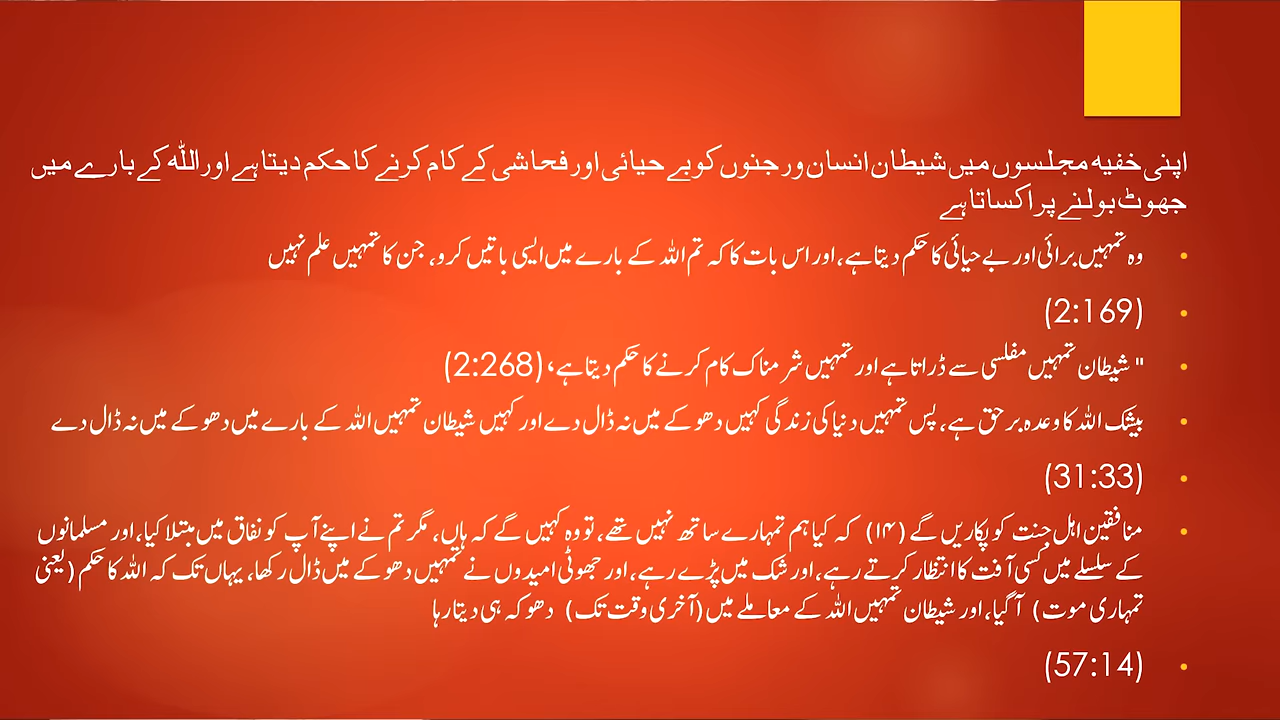 اپنی خفیہ مجلسوں میں شیطان انسان ور جنوں کو بے حیائی اور فحاشی کے کام کرنے کا حکم دیتا ہے اور اللہ کے بارے میں
جھوٹ بولنے پر اکساتا ہے
وہ تمہیں برائی اور بے حیائی کا حکم دیتا ہے، اور اس بات کا کہ تم اللہ کے بارے میں ایسی باتیں کرو، جن کا تمہیں علم نہیں
(2:169)
" شیطان تمہیں مفلسی سے ڈراتا ہے اور تمہیں شرمناک کام کرنے کا حکم دیتا ہے، (2:268)
بیشک اللہ کا وعدہ برحق ہے، پس تمہیں دنیا کی زندگی کہیں دھوکے میں نہ ڈال دے اور کہیں شیطان تمہیں اللہ کے بارے میں دھوکے میں نہ ڈال دے
(31:33)
منافقین اہل جنت کو پکاریں گے (۱۴) کہ کیا ہم تمہارے ساتھ نہیں تھے، تو وہ کہیں گے کہ ہاں، مگر تم نے اپنے آپ کو نفاق میں مبتلا کیا، اور مسلمانوں
کے سلسلے میں کسی آفت کا انتظار کرتے رہے، اور شک میں پڑے رہے، اور جھوٹی امیدوں نے تمہیں دھوکے میں ڈال رکھا، یہاں تک کہ اللہ کا حکم (یعنی
تمہاری موت) آگیا، اور شیطان تمہیں اللہ کے معاملے میں (آخری وقت تک) دھوکہ ہی دیتا رہا
(57:14)